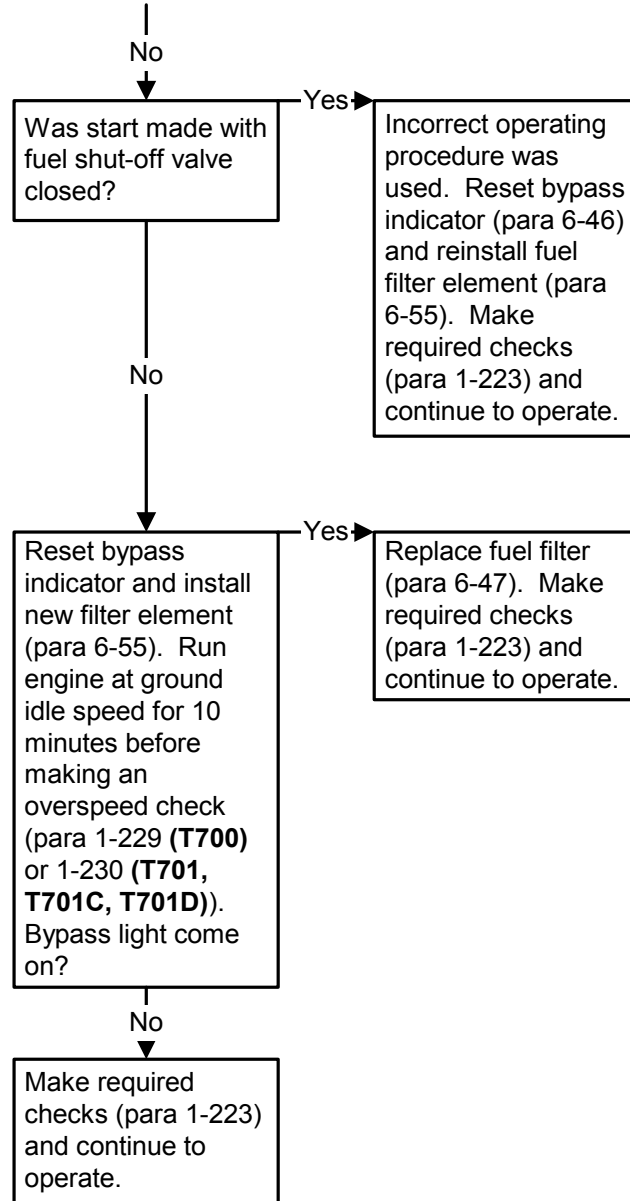 No
Was start made with
fuel shut-off valve
closed?
Yes
Incorrect operating
procedure was
used.  Reset bypass
indicator (para 6-46)
and reinstall fuel
filter element (para
6-55).  Make
required checks
(para 1-223) and
continue to operate.
No
Reset bypass
indicator and install
new filter element
(para 6-55).  Run
engine at ground
idle speed for 10
minutes before
making an
overspeed check
(para 1-229 (T700)
or 1-230 (T701,
T701C, T701D)).
Bypass light come
on?
Yes
Replace fuel filter
(para 6-47).  Make
required checks
(para 1-223) and
continue to operate.
No
Make required
checks (para 1-223)
and continue to
operate.